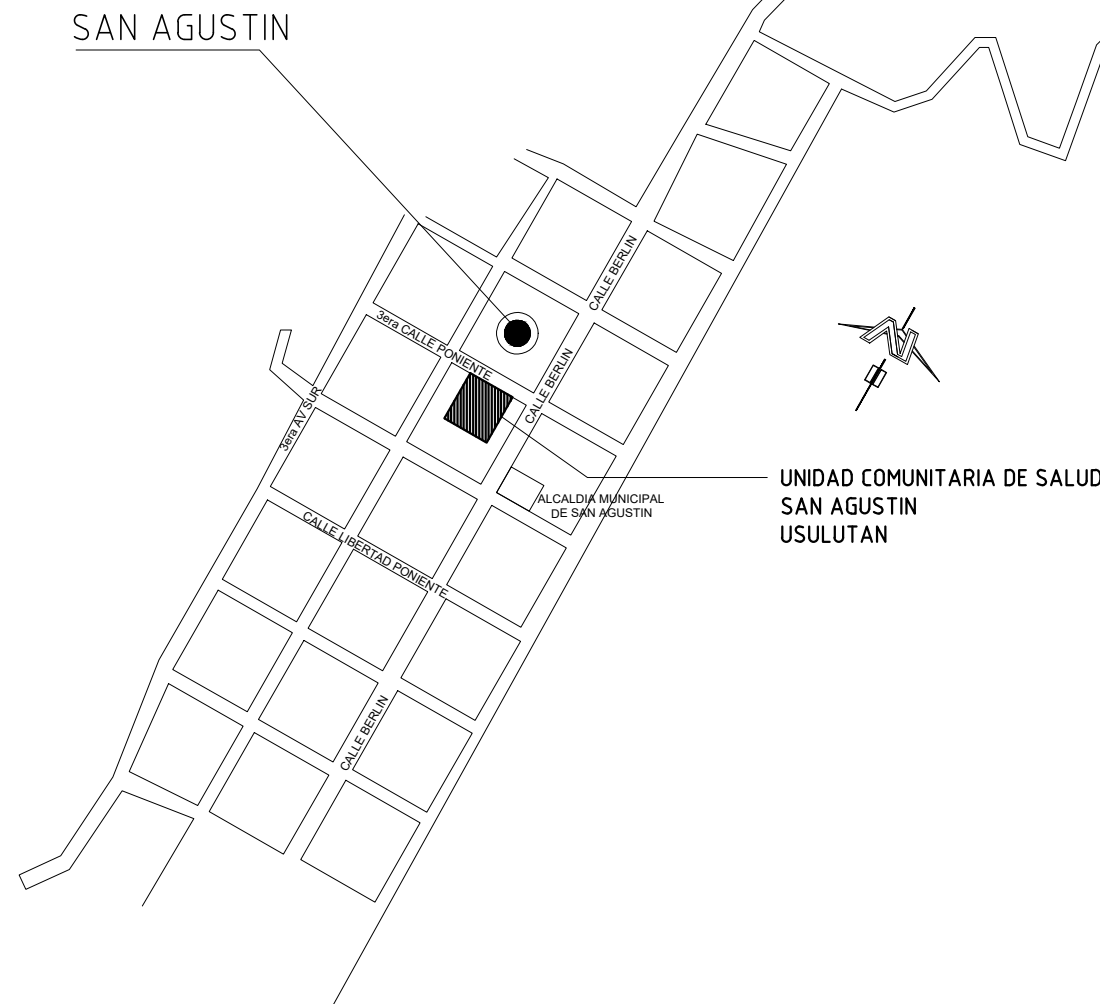 SAN AGUSTIN
CALLE BERLIN
3era CALLE PONIENTE
CALLE BERLIN
3era AV SUR
UNIDAD COMUNITARIA DE SALUD
SAN AGUSTIN
USULUTAN
ALCALDIA MUNICIPAL
DE SAN AGUSTIN
CALLE LIBERTAD PONIENTE
CALLE BERLIN
N